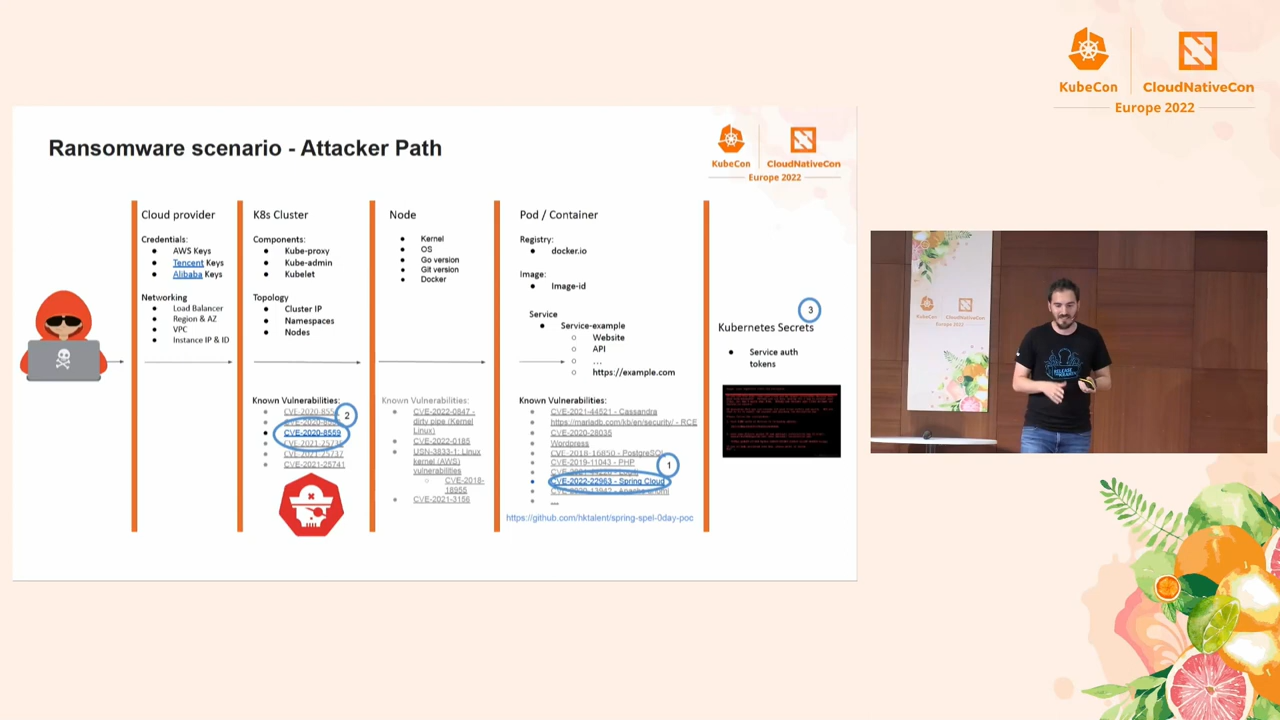 KubeCon
CloudNativeCon
Europe 2022
Ransomware scenario - Attacker Path
KubeCon
CloudNativeCon
Europe 2022
Cloud provider
Credentials:
AWS Keys
Tencent Keys
Alibaba Keys
Networking
Load Balancer
Region & AZ
VPC
Instance IP & ID
K8s Cluster
Components:
Kube-proxy
Kube-admin
Kubelet
Topology
Cluster IP
Namespaces
Nodes
Known Vulnerabilities:
2
CVE-2020-8559
CVE-2021-25741
Node
Kernel
OS
Go version
Git version
Docker
Known Vulnerabilities:
CVE-2022-0847 -
dirty pipe (Kernel
Linux)
CVE-2022-0185
USN-3833-1: Linux
kernel (AWS)
vulnerabilities
CVE-2018-
18955
CVE-2021-3156
Pod / Container
Registry:
docker.io
Image:
Image-id
Service
Service-example
Website
API
...
https://example.com
Known Vulnerabilities:
CVE-2021-44521 - Cassandra
https://mariadb.com/kb/en/security/ - RCE
CVE-2020-28035
Wordpress
CVE-2018-16850 - PostgreSQL
CVE-2019-11043 - PHP
1
CVE-2022-22963 - Spring Cloud
...
https://github.com/hktalent/spring-spel-0day-poc
3
Kubernetes Secrets
Service auth
tokens
KubeCon
CloudNativeCon
Europe 2022